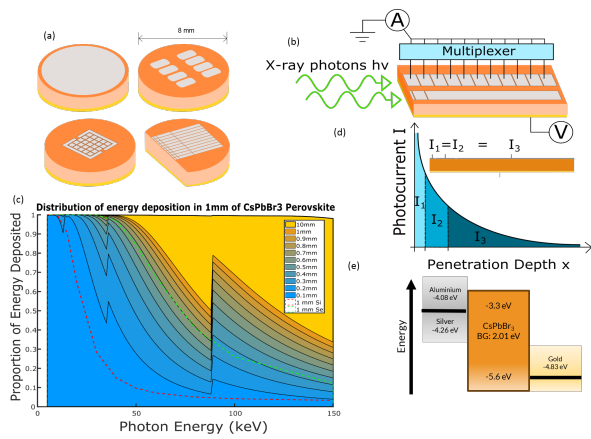 (a)
8 mm
(b)
A
Multiplexer
X-ray photons hv
V
(c)
Distribution of energy deposition in 1mm of CsPbBr3 Perovskite
Proportion of Energy Deposited
1
0.9
0.8
0.7
0.6
0.5
0.4
0.3
0.2
0.1
0
50
100
150
Photon Energy (keV)
10mm
1mm
0.9mm
0.8mm
0.7mm
0.6mm
0.5mm
0.4mm
0.3mm
0.2mm
0.1mm
1 mm Si
1 mm Se
(d)
Photocurrent I
I₁=I₂ = I₃
I₁
I₂
I₃
Penetration Depth x
(e)
Energy
Aluminium
-4.08 eV
Silver
-4.26 eV
-3.3 eV
CsPbBr₃
BG: 2.01 eV
-5.6 eV
Gold
-4.83 eV